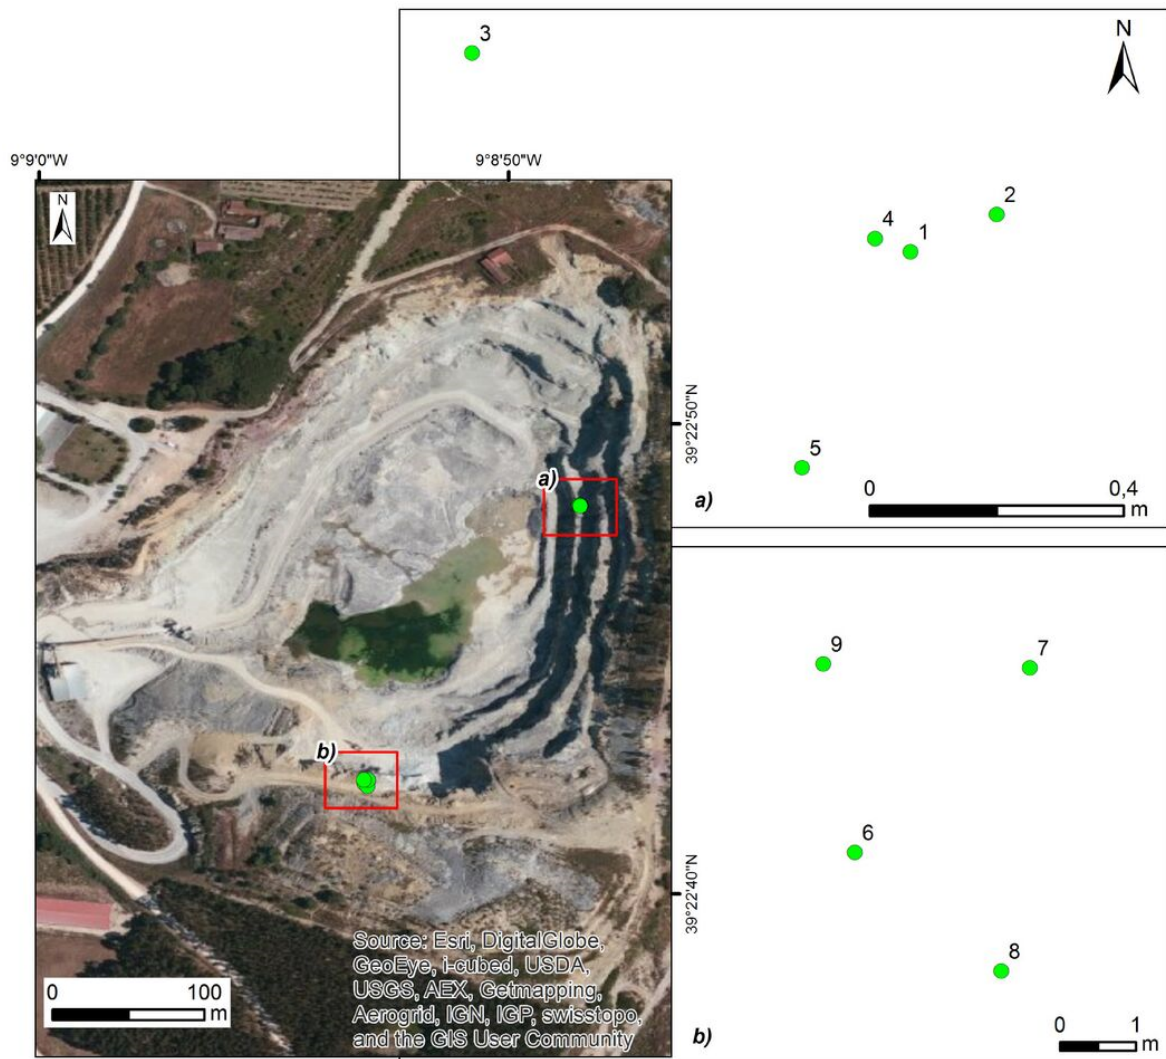 3
N
9°9'0"W
9°8'50"W
N
2
4
1
39°22'50"N
5
a)
0
0,4
m
a)
9
7
b)
6
39°22'40"N
8
Source: Esri, DigitalGlobe,
GeoEye, i-cubed, USDA,
USGS, AEX, Getmapping,
Aerogrid, IGN, IGP, swisstopo,
and the GIS User Community
0
100
m
b)
0
1
m